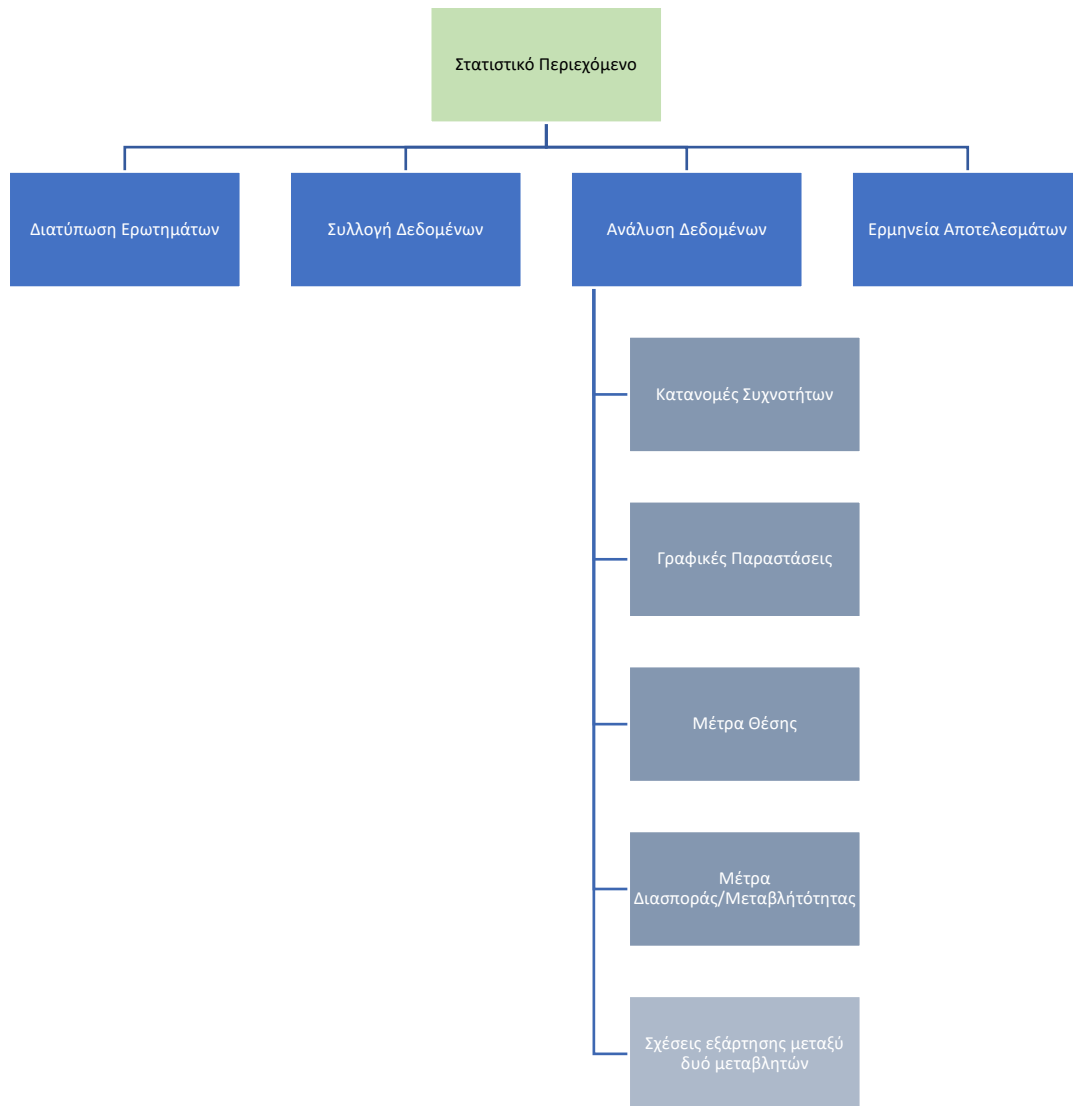 Στατιστικό Περιεχόμενο
Διατύπωση Ερωτημάτων
Συλλογή Δεδομένων
Ανάλυση Δεδομένων
Ερμηνεία Αποτελεσμάτων
Κατανομές Συχνοτήτων
Γραφικές Παραστάσεις
Μέτρα Θέσης
Μέτρα
Διασποράς/Μεταβλήτότητας
Σχέσεις εξάρτησης μεταξύ
δυό μεταβλητών